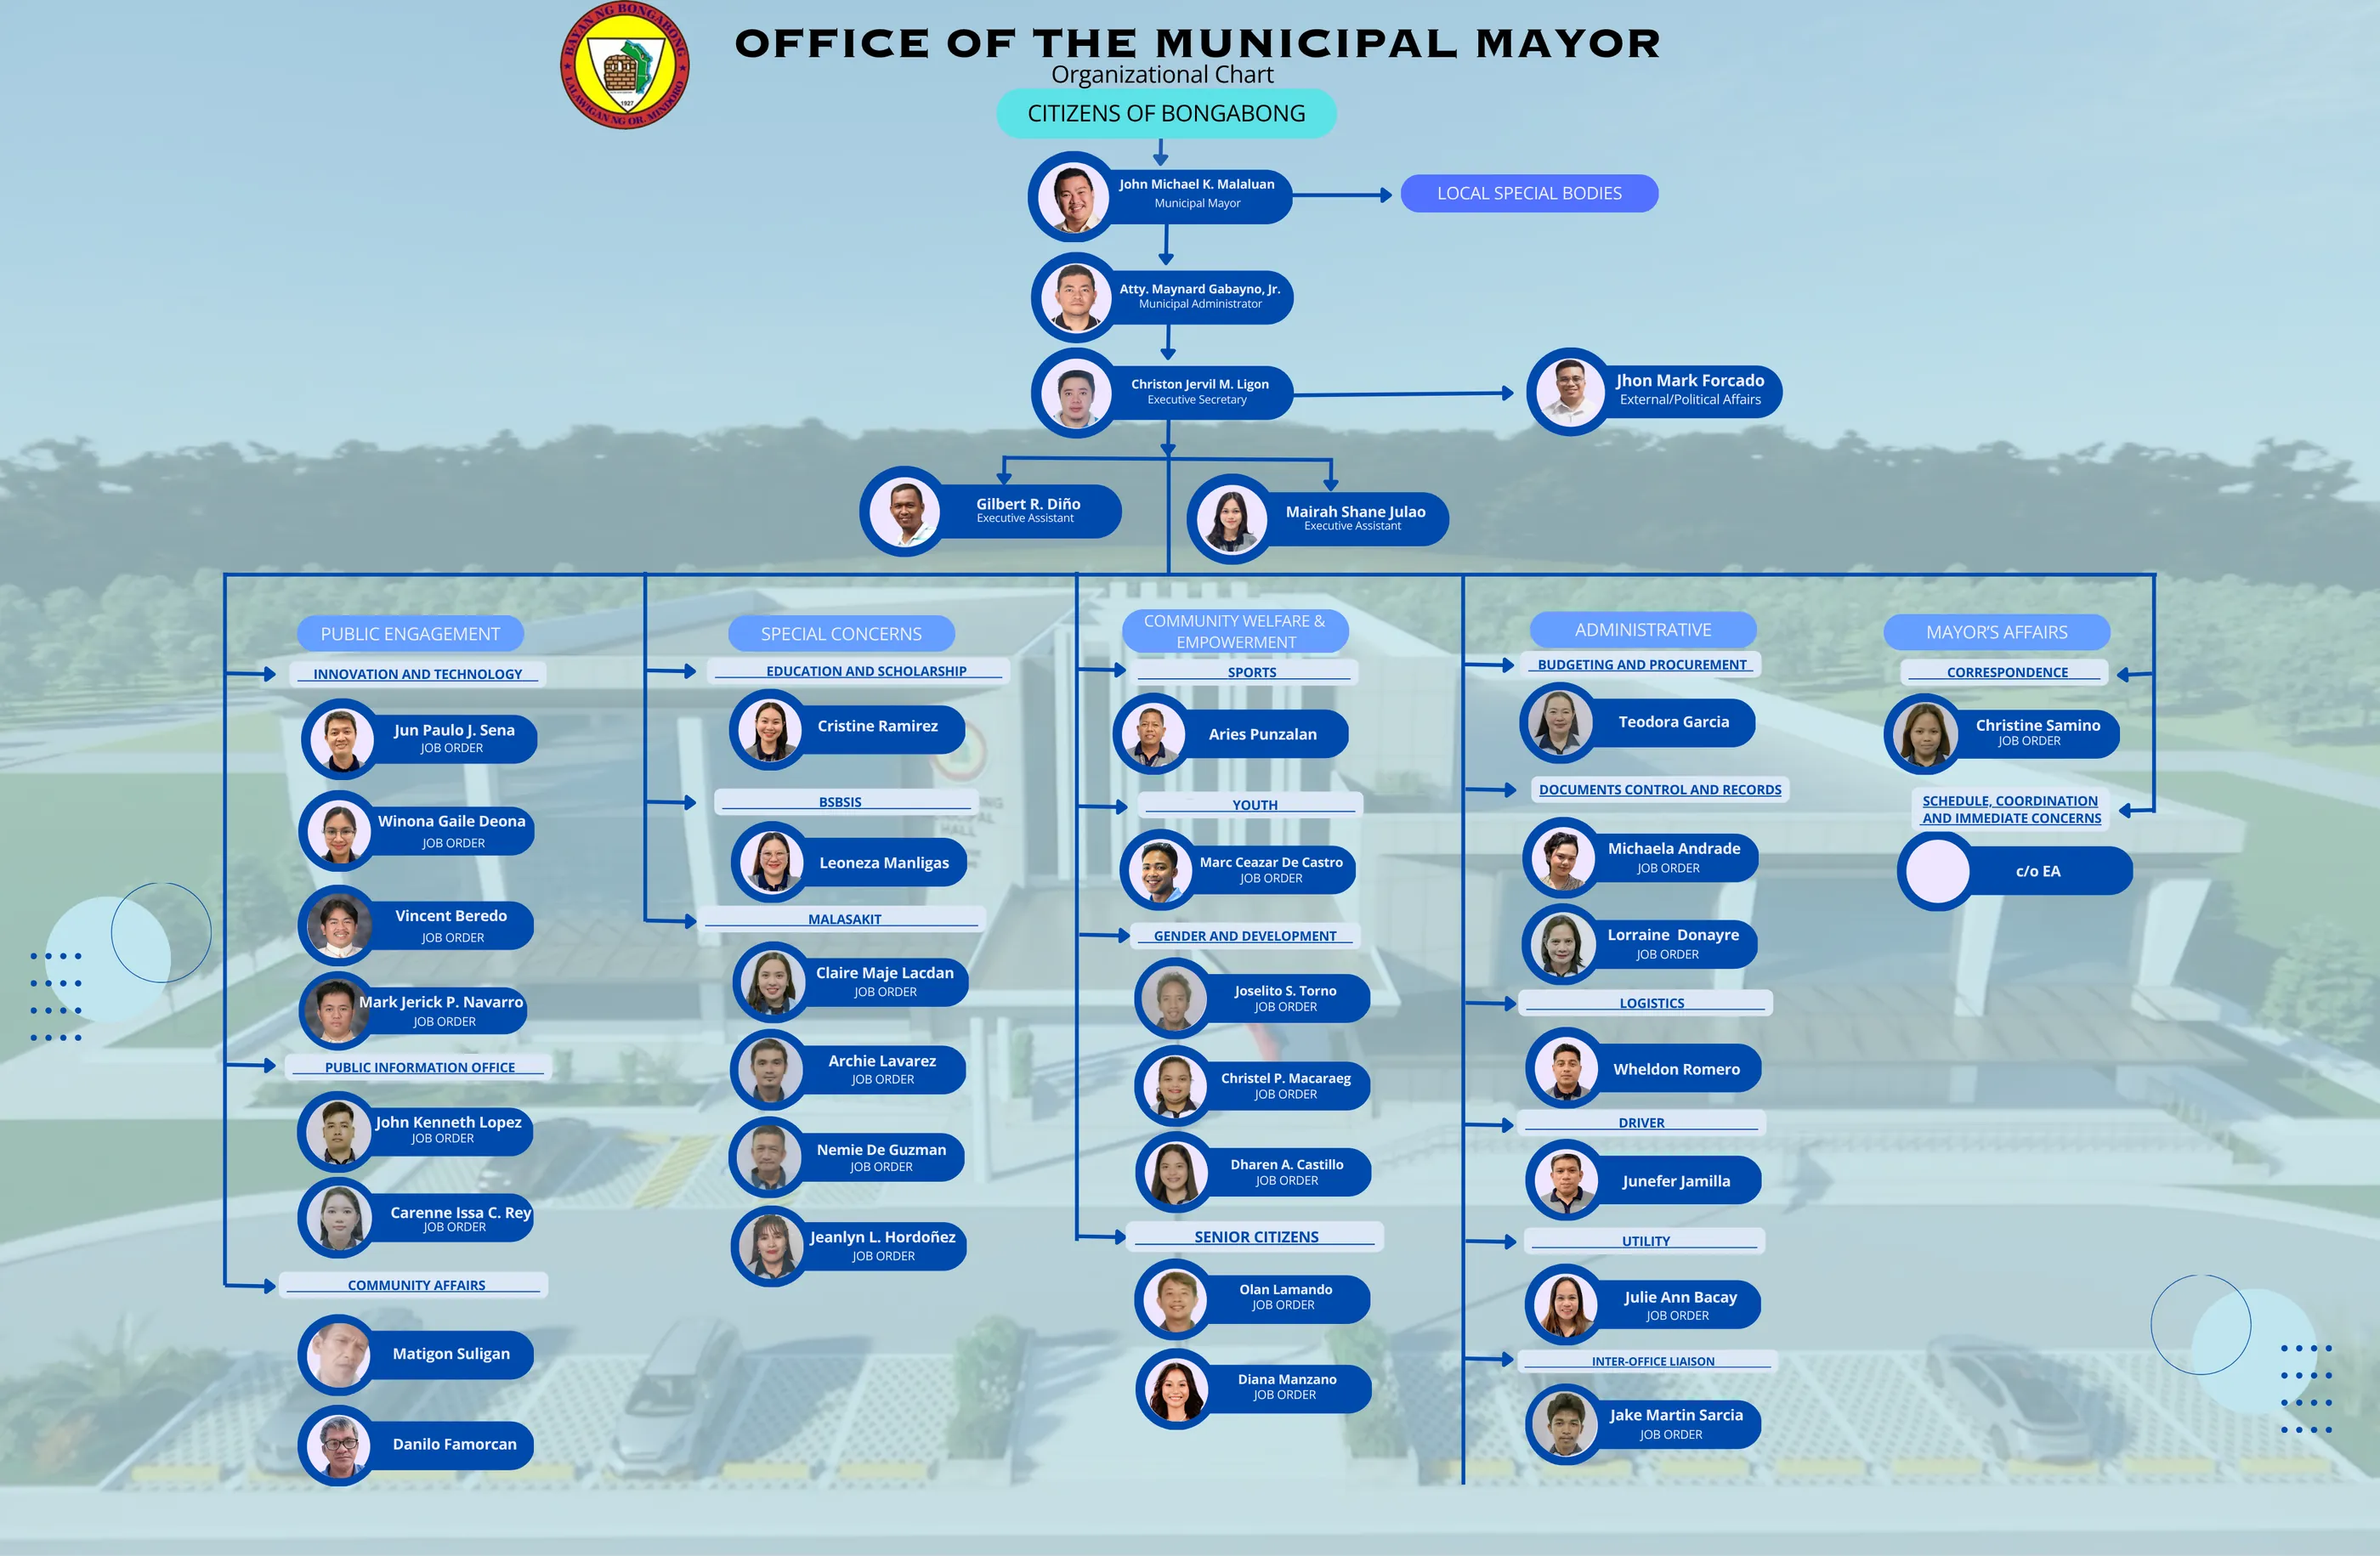 BAYAN NG BONGABONG
LALAWIGAN NG OR. MINDORO
1927
OFFICE OF THE MUNICIPAL MAYOR
Organizational Chart
CITIZENS OF BONGABONG
John Michael K. Malaluan
Municipal Mayor
LOCAL SPECIAL BODIES
Atty. Maynard Gabayno, Jr.
Municipal Administrator
Christon Jervil M. Ligon
Executive Secretary
Jhon Mark Forcado
External/Political Affairs
Gilbert R. Diño
Executive Assistant
Mairah Shane Julao
Executive Assistant
PUBLIC ENGAGEMENT
INNOVATION AND TECHNOLOGY
Jun Paulo J. Sena
JOB ORDER
Winona Gaile Deona
JOB ORDER
Vincent Beredo
JOB ORDER
Mark Jerick P. Navarro
JOB ORDER
PUBLIC INFORMATION OFFICE
John Kenneth Lopez
JOB ORDER
Carenne Issa C. Rey
JOB ORDER
COMMUNITY AFFAIRS
Matigon Suligan
Danilo Famorcan
SPECIAL CONCERNS
EDUCATION AND SCHOLARSHIP
Cristine Ramirez
BSBSIS
Leoneza Manligas
MALASAKIT
Claire Maje Lacdan
JOB ORDER
Archie Lavarez
JOB ORDER
Nemie De Guzman
JOB ORDER
Jeanlyn L. Hordoñez
JOB ORDER
COMMUNITY WELFARE &
EMPOWERMENT
SPORTS
Aries Punzalan
YOUTH
Marc Ceazar De Castro
JOB ORDER
GENDER AND DEVELOPMENT
Joselito S. Torno
JOB ORDER
Christel P. Macaraeg
JOB ORDER
Dharen A. Castillo
JOB ORDER
SENIOR CITIZENS
Olan Lamando
JOB ORDER
Diana Manzano
JOB ORDER
ADMINISTRATIVE
BUDGETING AND PROCUREMENT
Teodora Garcia
DOCUMENTS CONTROL AND RECORDS
Michaela Andrade
JOB ORDER
Lorraine Donayre
JOB ORDER
LOGISTICS
Wheldon Romero
DRIVER
Junefer Jamilla
UTILITY
Julie Ann Bacay
JOB ORDER
INTER-OFFICE LIAISON
Jake Martin Sarcia
JOB ORDER
MAYOR'S AFFAIRS
CORRESPONDENCE
Christine Samino
JOB ORDER
SCHEDULE, COORDINATION
AND IMMEDIATE CONCERNS
c/o EA